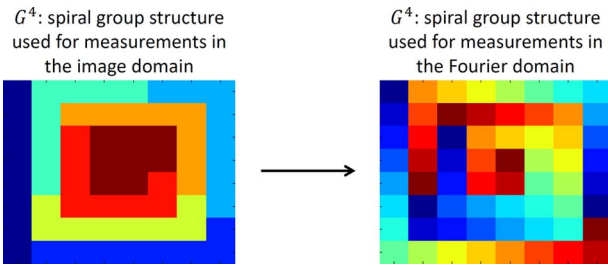 G⁴: spiral group structure
used for measurements in
the image domain
G⁴: spiral group structure
used for measurements in
the Fourier domain